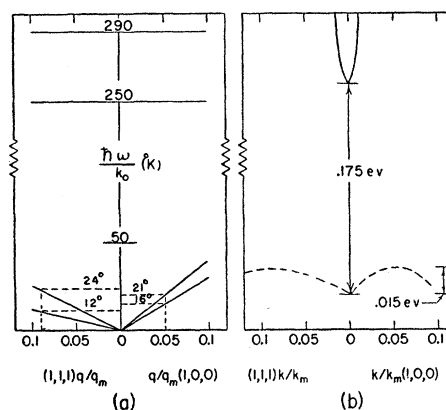 290
250
ħω/k₀ (°K)
50
24°
21°
12°
15°
0.1 0.05 0 0.05 0.1
(1,1,1)q/qₘ q/qₘ(1,0,0)
(a)
.175 ev
.015 ev
0.1 0.05 0 0.05 0.1
(1,1,1)k/kₘ k/kₘ(1,0,0)
(b)